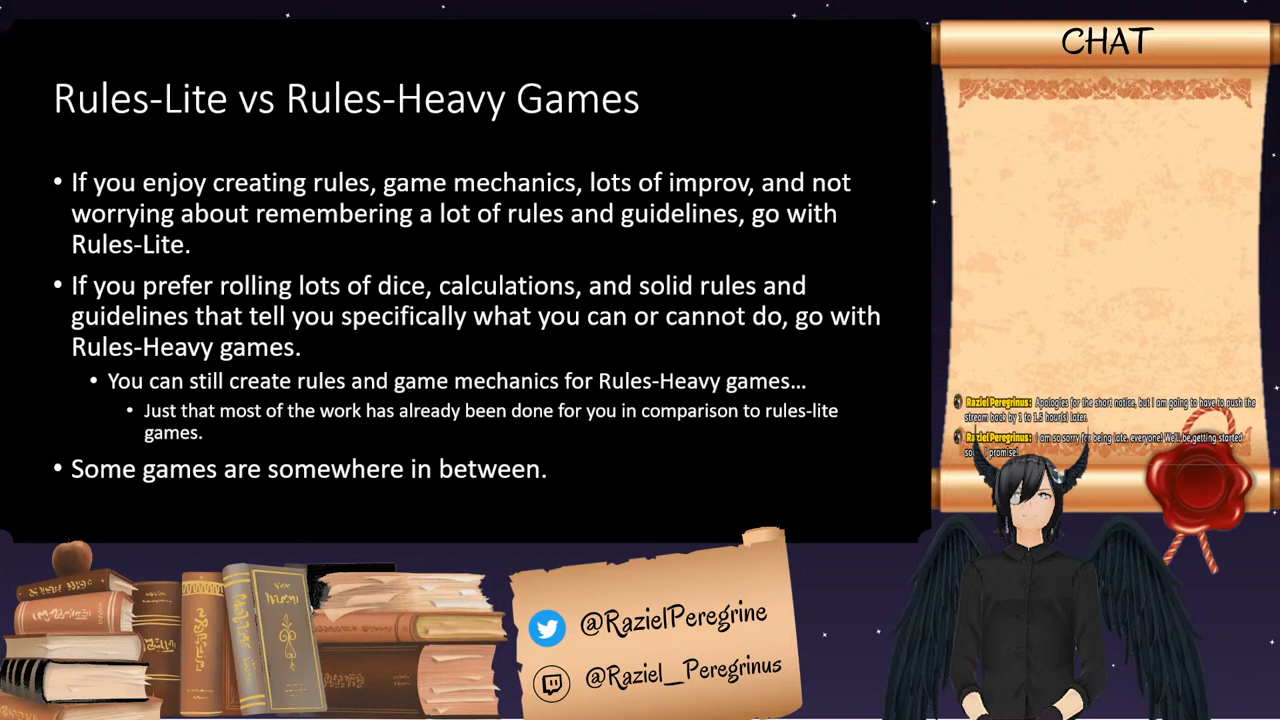 Rules-Lite vs Rules-Heavy Games
• If you enjoy creating rules, game mechanics, lots of improv, and not
worrying about remembering a lot of rules and guidelines, go with
Rules-Lite.
• If you prefer rolling lots of dice, calculations, and solid rules and
guidelines that tell you specifically what you can or cannot do, go with
Rules-Heavy games.
• You can still create rules and game mechanics for Rules-Heavy games…
• Just that most of the work has already been done for you in comparison to rules-lite
games.
• Some games are somewhere in between.
CHAT
RazielPeregrinus: Apologies for the short notice, but I am going to have to push the
stream back by 1 to 1.5 hour(s) later.
RazielPeregrinus: I am so sorry for being late, everyone! We'll be getting started
I promise!
@RazielPeregrine
@Raziel_Peregrinus